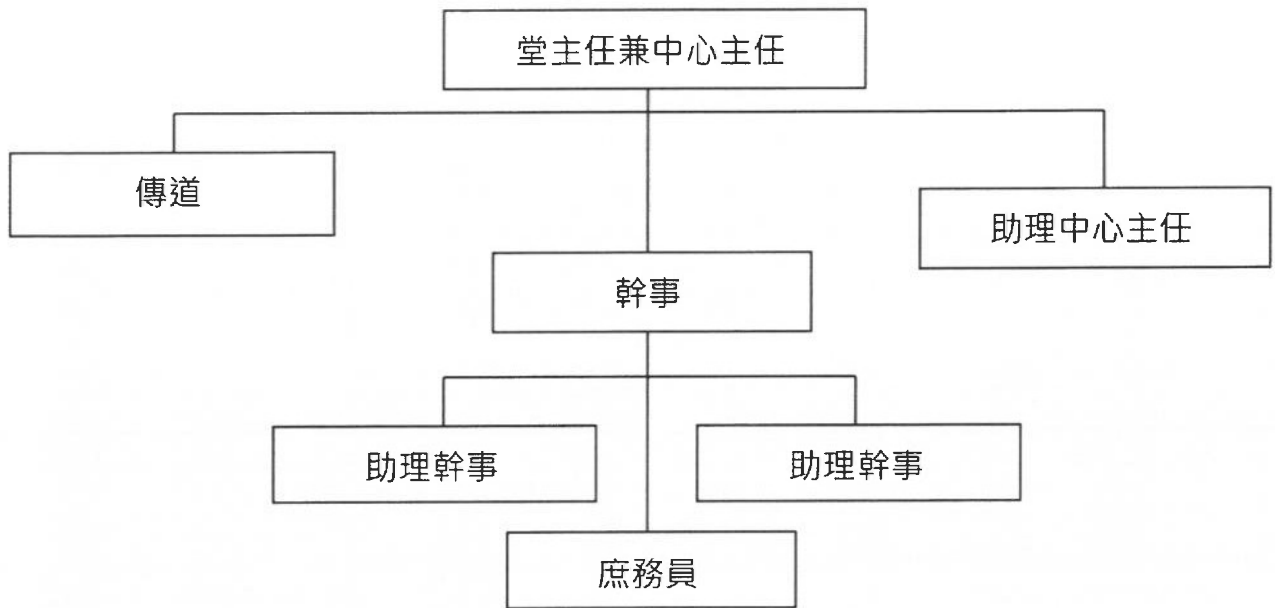 堂主任兼中心主任
傳道
助理中心主任
幹事
助理幹事
助理幹事
庶務員